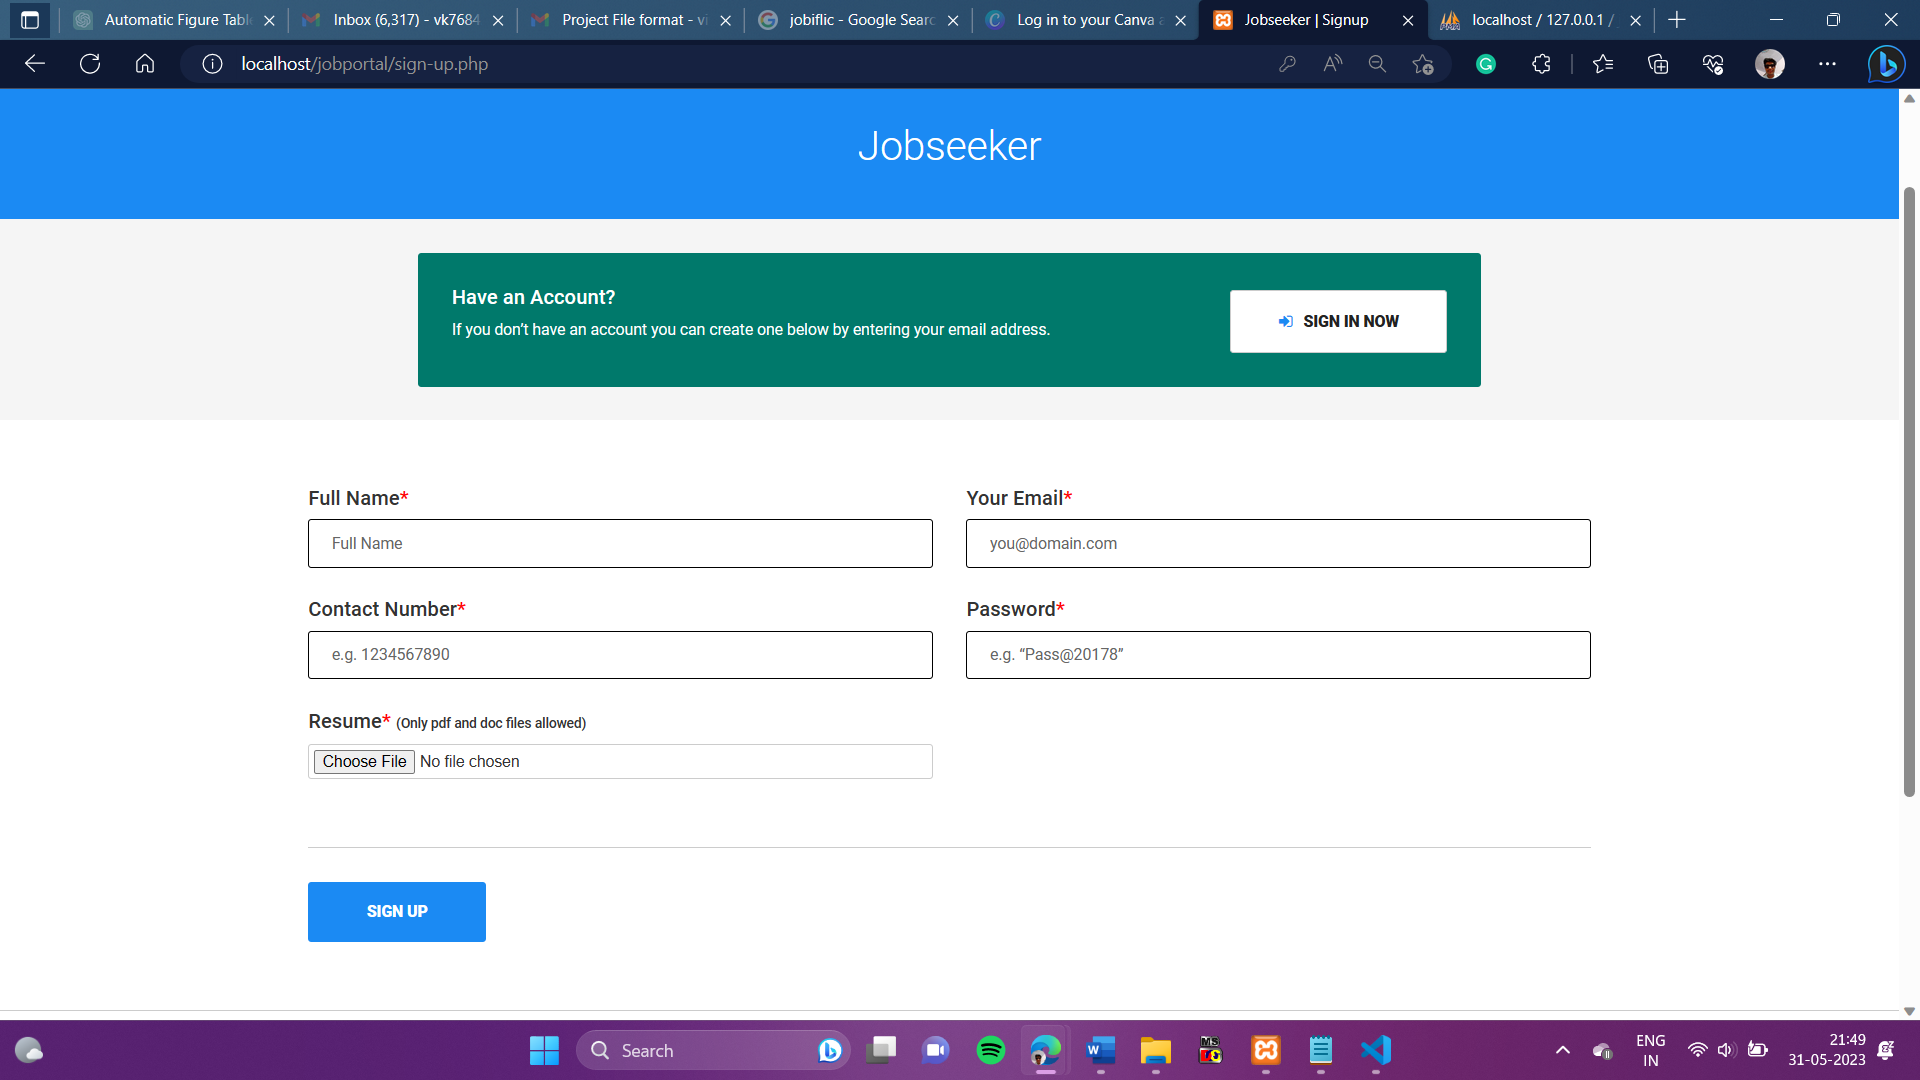 Automatic Figure Tabl
Inbox (6,317) - vk7684
Project File format - vi
jobiflic - Google Searc
Log in to your Canva a
Jobseeker | Signup
localhost / 127.0.0.1 /
localhost/jobportal/sign-up.php
Jobseeker
Have an Account?
If you don’t have an account you can create one below by entering your email address.
SIGN IN NOW
Full Name*
Your Email*
Full Name
you@domain.com
Contact Number*
Password*
e.g. 1234567890
e.g. “Pass@20178”
Resume* (Only pdf and doc files allowed)
Choose File No file chosen
SIGN UP
Search
ENG
IN
21:49
31-05-2023